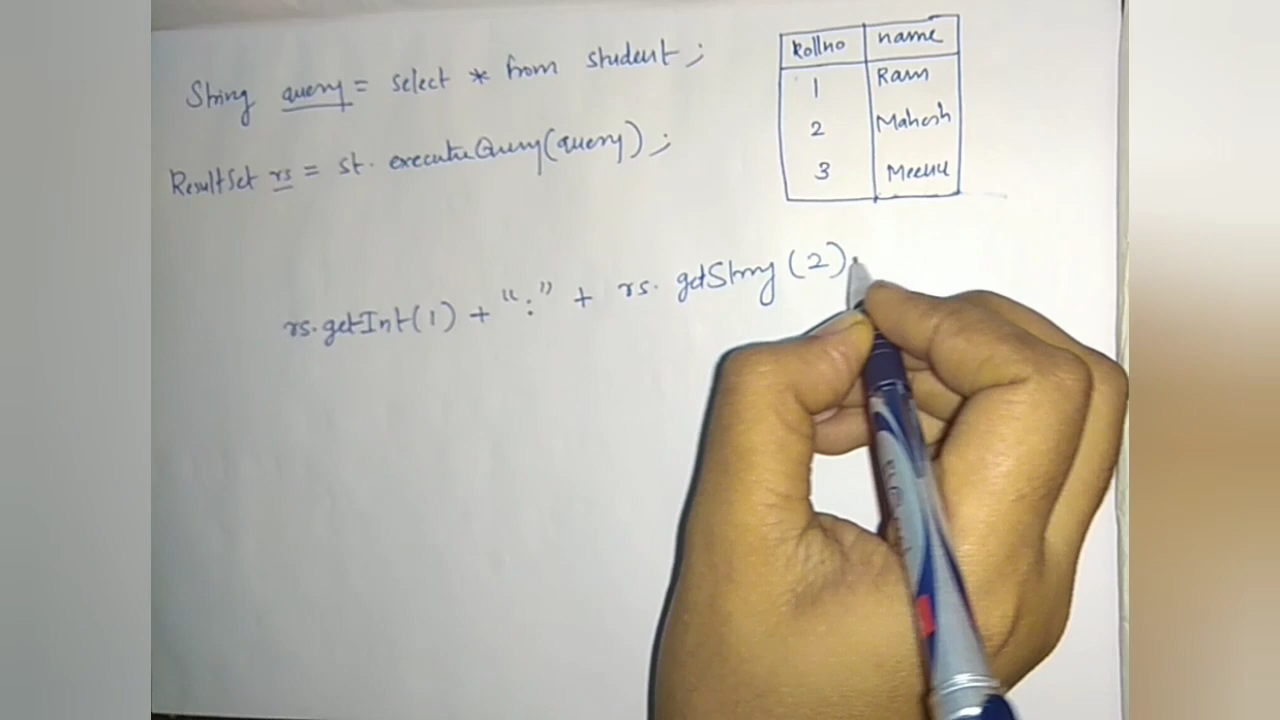 String query = select * from student;
ResultSet rs = st. executeQuery(query);
Rollno name
1 Ram
2 Mahesh
3 Meenu
rs.getInt(1) + ":" + rs. getString (2)